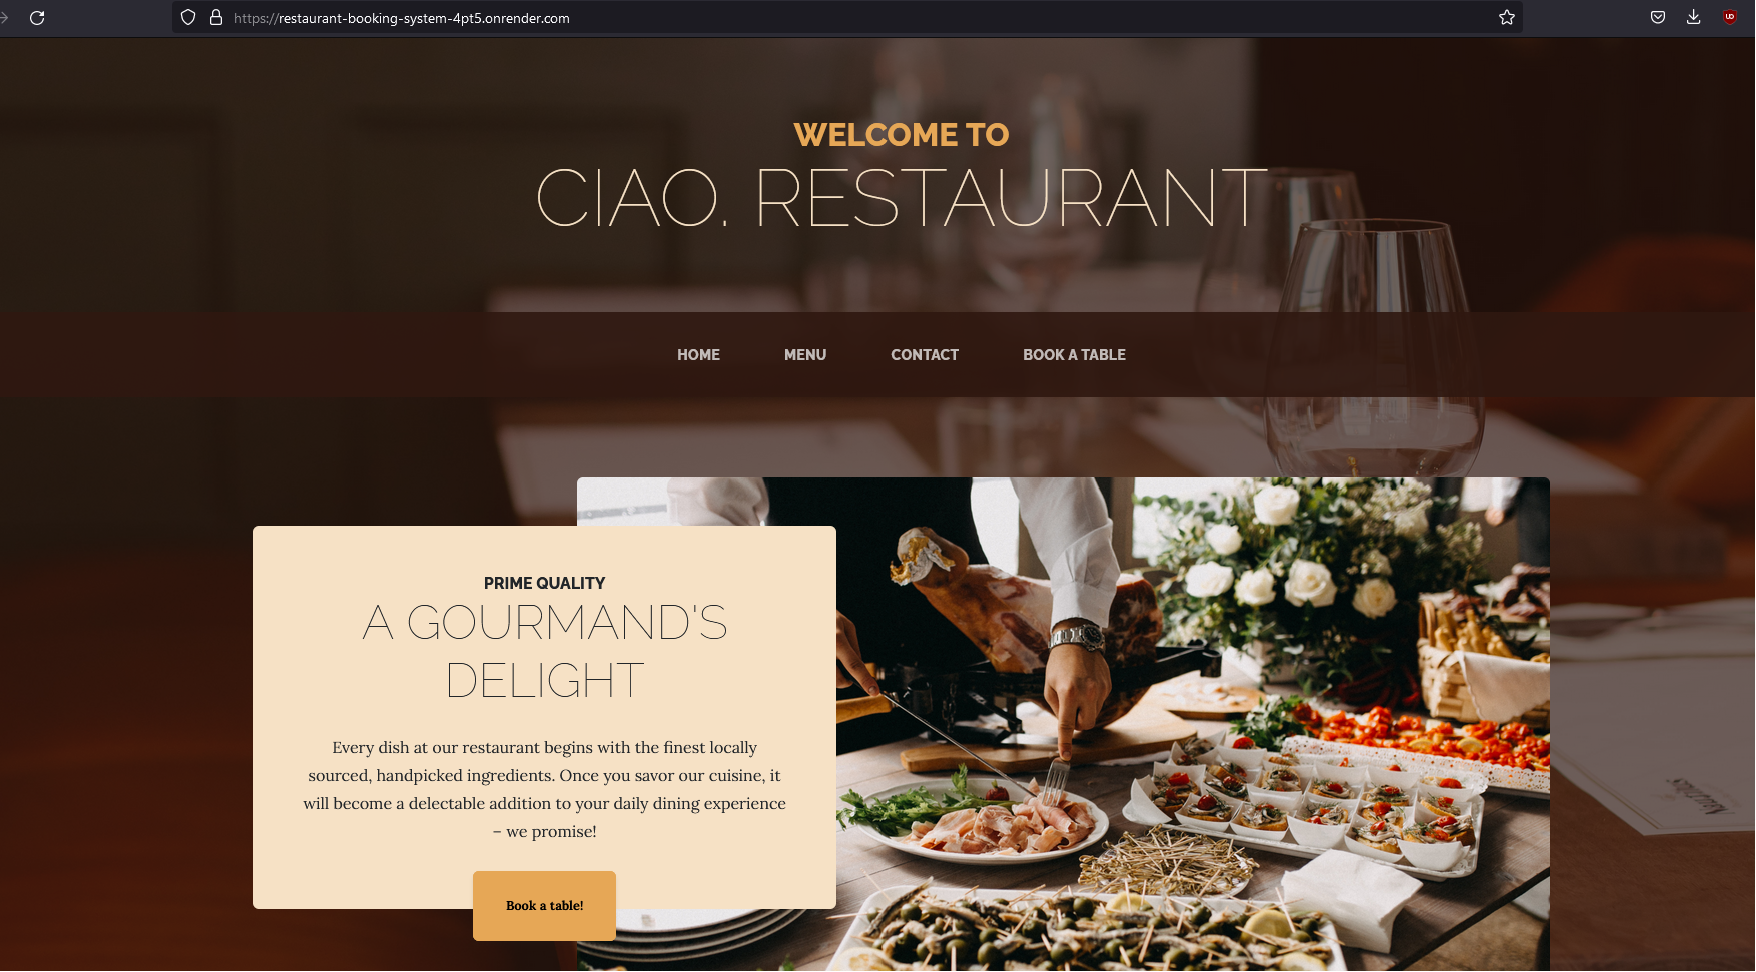 https://restaurant-booking-system-4pt5.onrender.com
WELCOME TO
CIAO. RESTAURANT
HOME MENU CONTACT BOOK A TABLE
PRIME QUALITY
A GOURMAND'S
DELIGHT
Every dish at our restaurant begins with the finest locally
sourced, handpicked ingredients. Once you savor our cuisine, it
will become a delectable addition to your daily dining experience
– we promise!
Book a table!